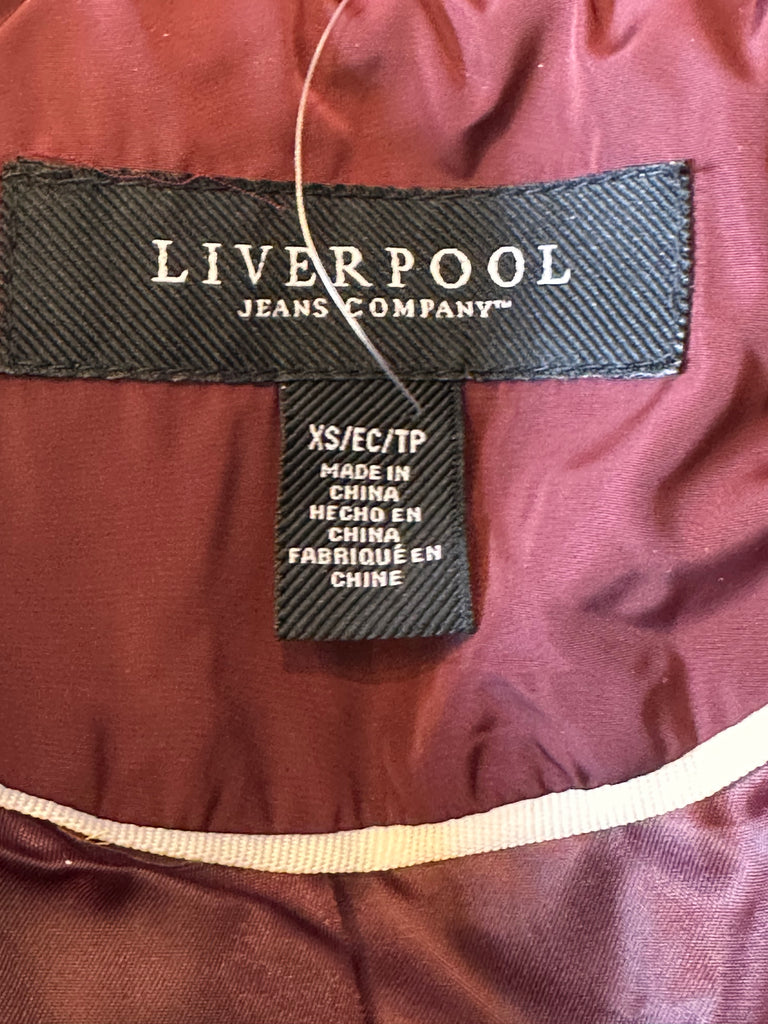 LIVERPOOL
JEANS COMPANY™
XS/EC/TP
MADE IN
CHINA
HECHO EN
CHINA
FABRIQUÉ EN
CHINE